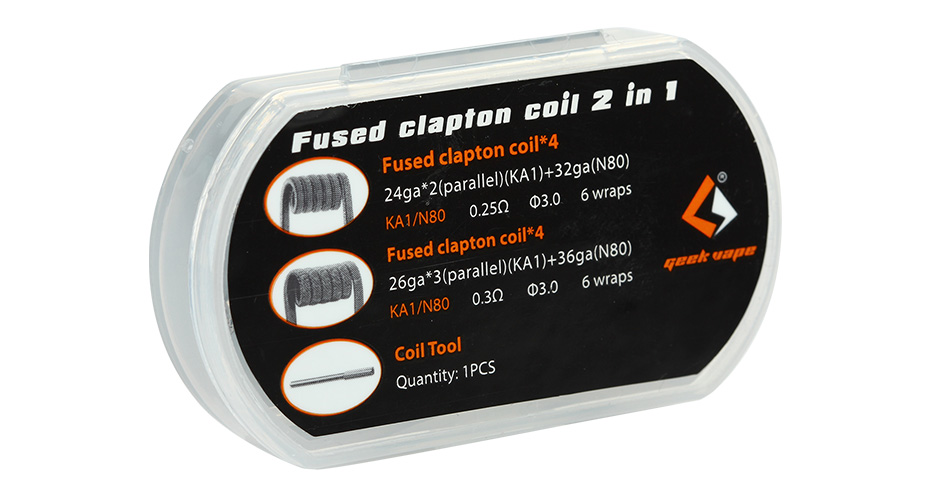 Fused clapton coil 2 in 1
Fused clapton coil*4
24ga*2(parallel)(KA1)+32ga(N80)
KA1/N80 0.25Ω Φ3.0 6 wraps
Fused clapton coil*4
26ga*3(parallel)(KA1)+36ga(N80)
KA1/N80 0.3Ω Φ3.0 6 wraps
Coil Tool
Quantity: 1PCS
®
geek vape